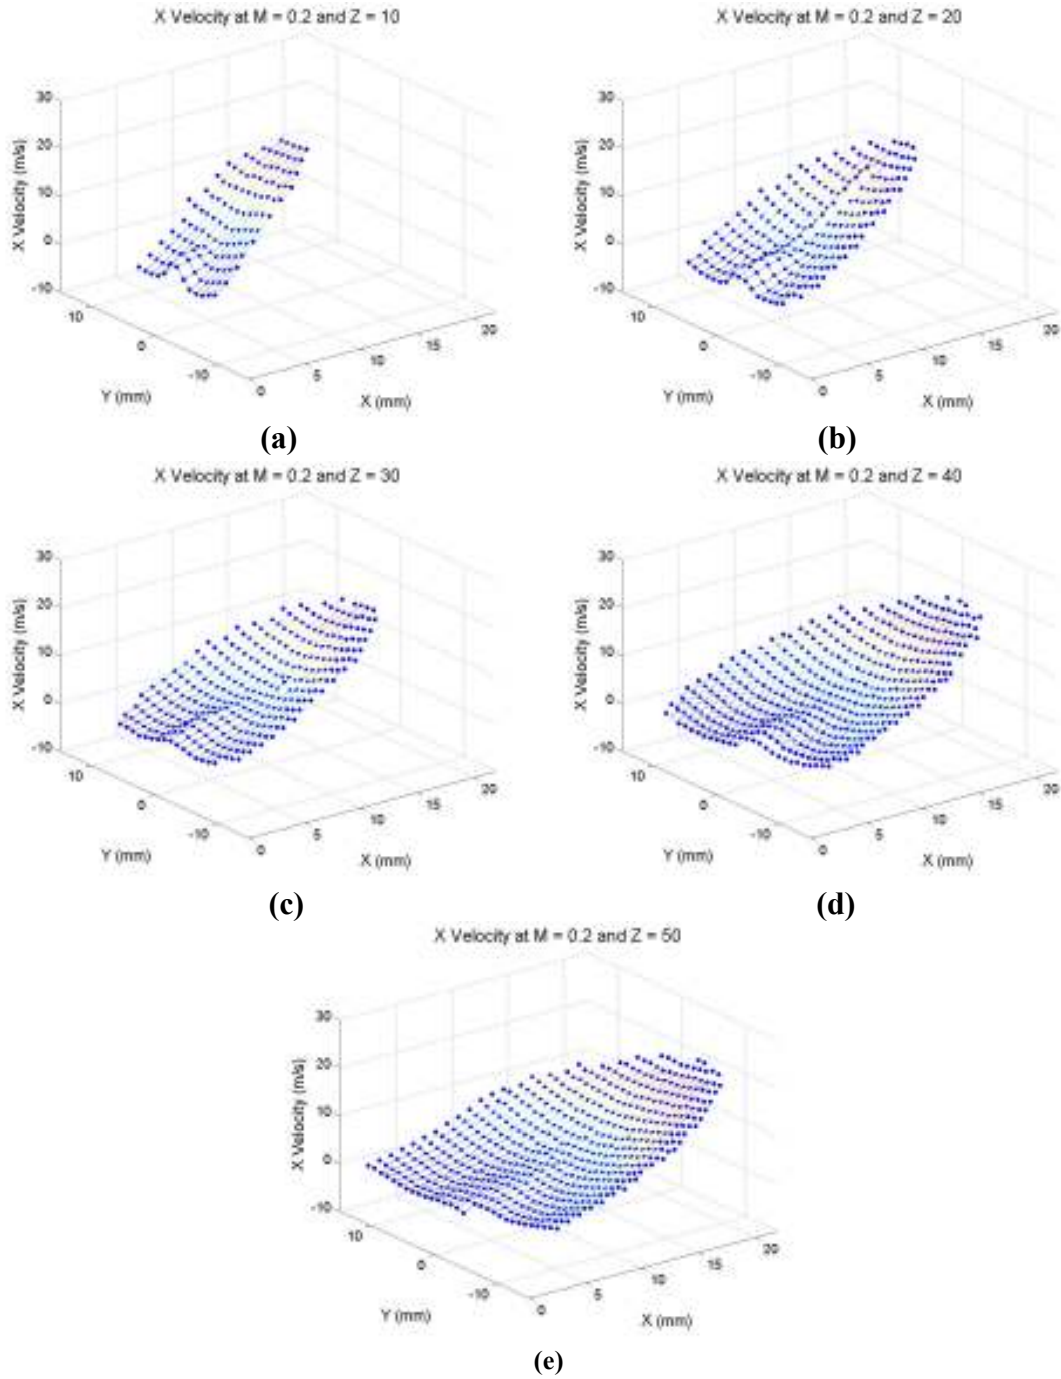 X Velocity at M = 0.2 and Z = 10
X Velocity at M = 0.2 and Z = 20
30
20
10
0
-10
X Velocity (m/s)
10
0
-10
Y (mm)
0
5
10
15
20
X (mm)
30
20
10
0
-10
X Velocity (m/s)
10
0
-10
Y (mm)
0
5
10
15
20
X (mm)
(a)
(b)
X Velocity at M = 0.2 and Z = 30
X Velocity at M = 0.2 and Z = 40
30
20
10
0
-10
X Velocity (m/s)
10
0
-10
Y (mm)
0
5
10
15
20
X (mm)
30
20
10
0
-10
X Velocity (m/s)
10
0
-10
Y (mm)
0
5
10
15
20
X (mm)
(c)
(d)
X Velocity at M = 0.2 and Z = 50
30
20
10
0
-10
X Velocity (m/s)
10
0
-10
Y (mm)
0
5
10
15
20
X (mm)
(e)